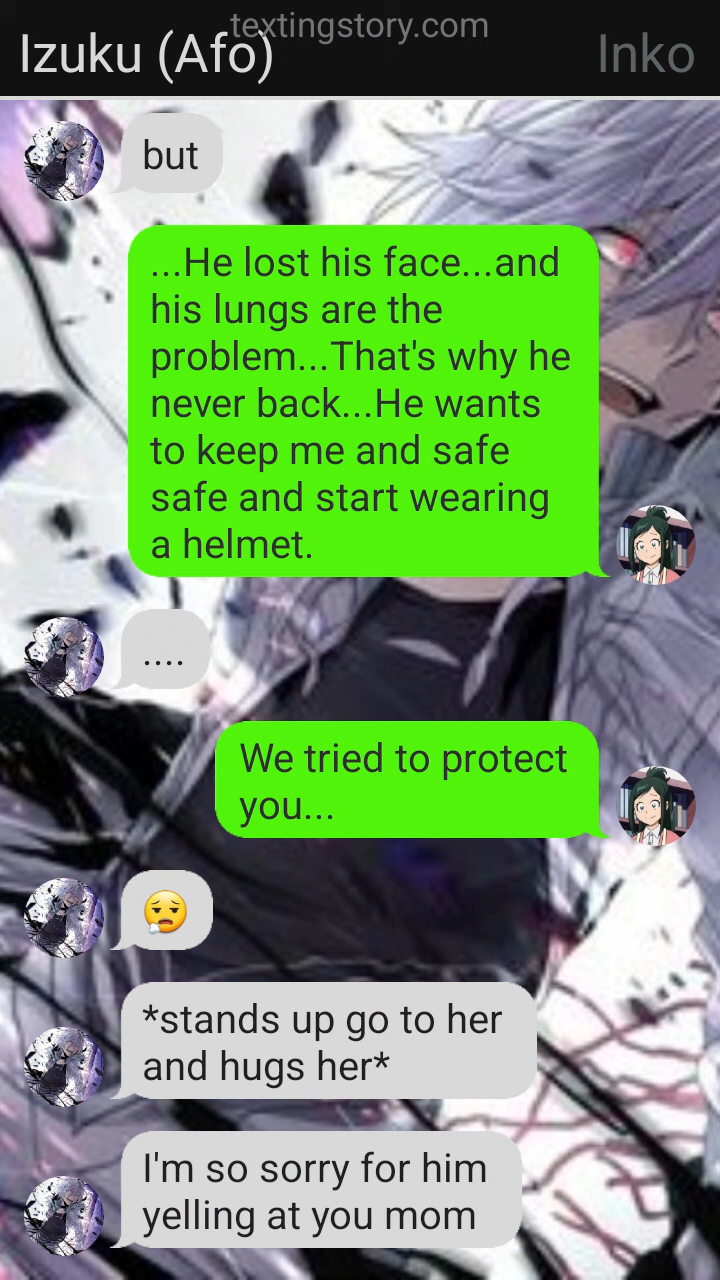 textingstory.com
Izuku (Afo)
Inko
but
...He lost his face...and
his lungs are the
problem...That's why he
never back...He wants
to keep me and safe
safe and start wearing
a helmet.
....
We tried to protect
you...
*stands up go to her
and hugs her*
I'm so sorry for him
yelling at you mom